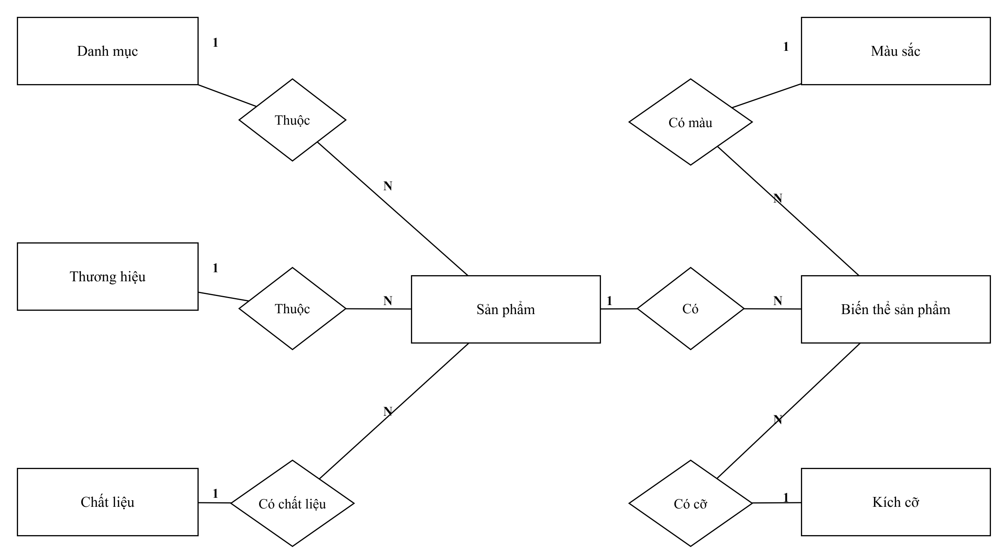 Danh mục
1
1
Màu sắc
Thuộc
Có màu
N
N
Thương hiệu
1
Thuộc
N
Sản phẩm
1
Có
N
Biến thể sản phẩm
N
N
Chất liệu
1
Có chất liệu
Có cỡ
1
Kích cỡ